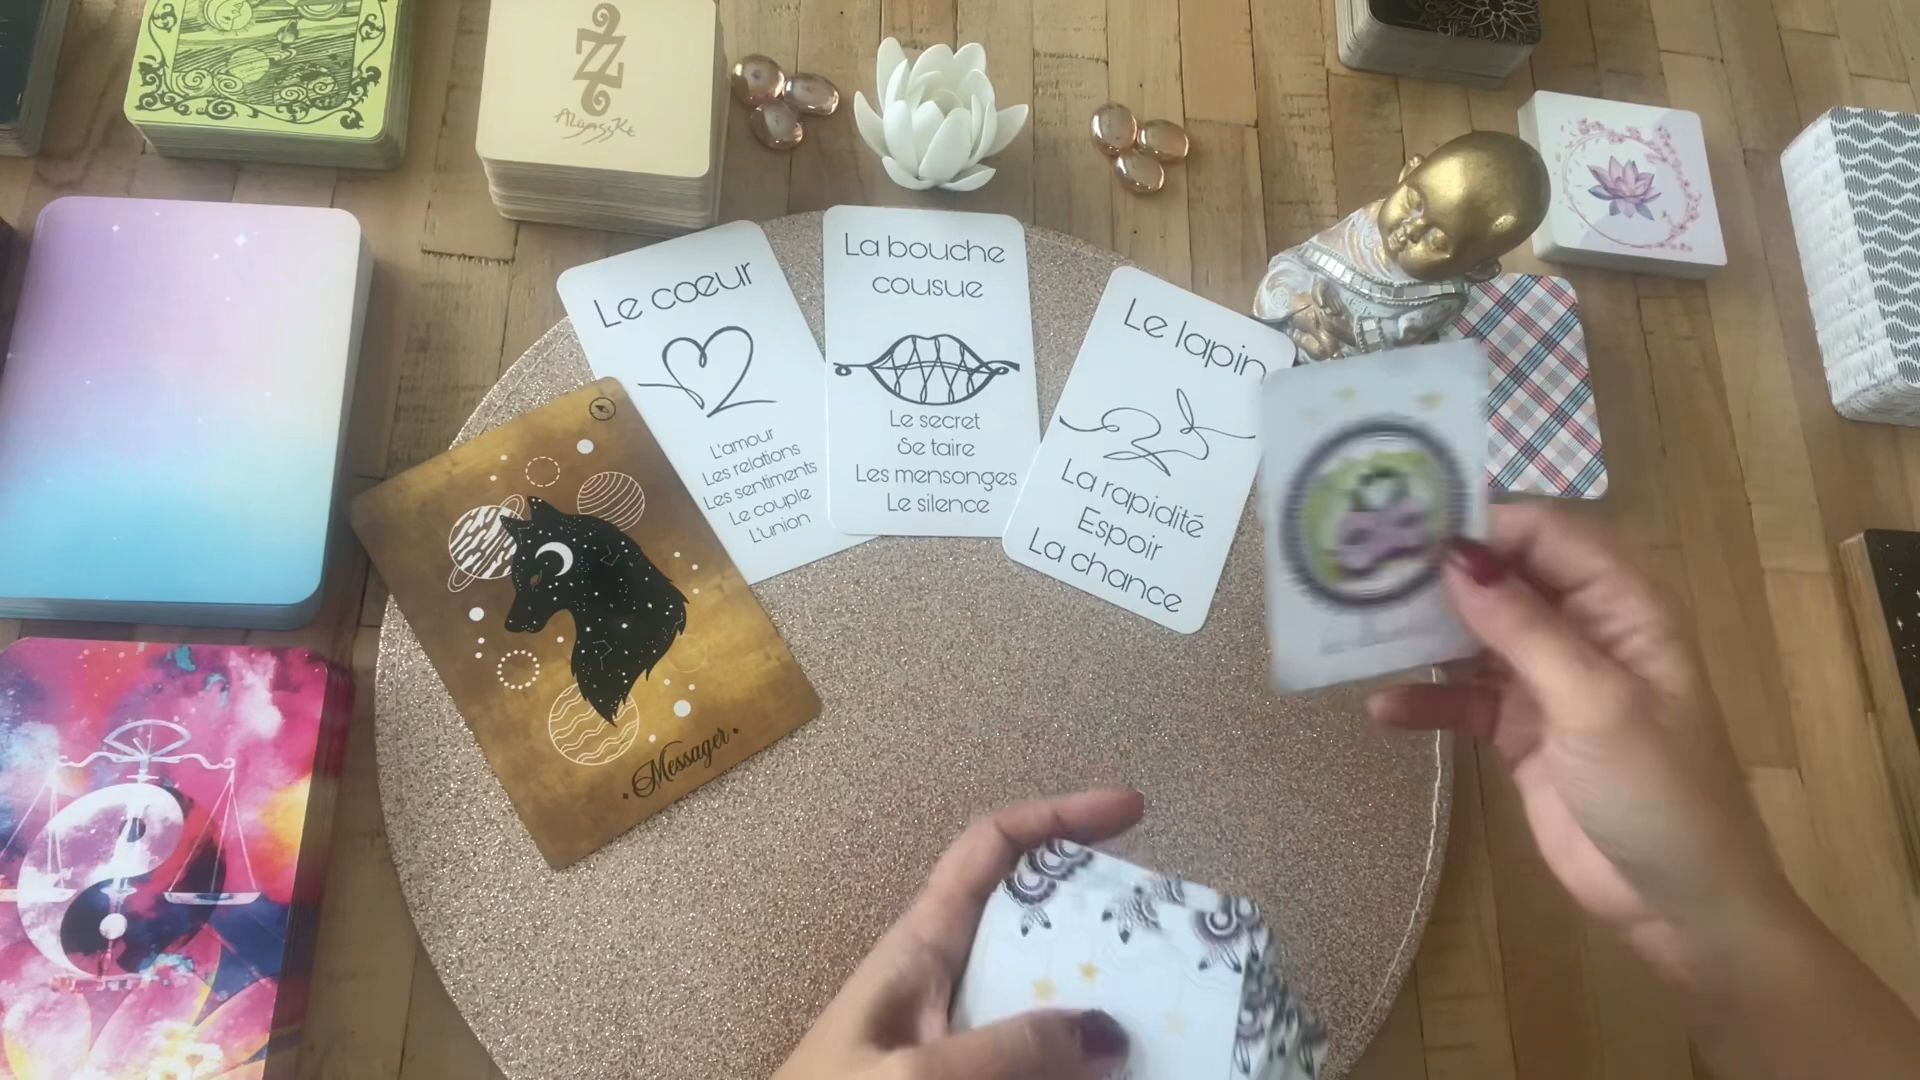 Le cœur
L'amour
Les relations
Les sentiments
Le couple
L'union
La bouche
cousue
Le secret
Se taire
Les mensonges
Le silence
Le lapin
La rapidité
Espoir
La chance
Messager